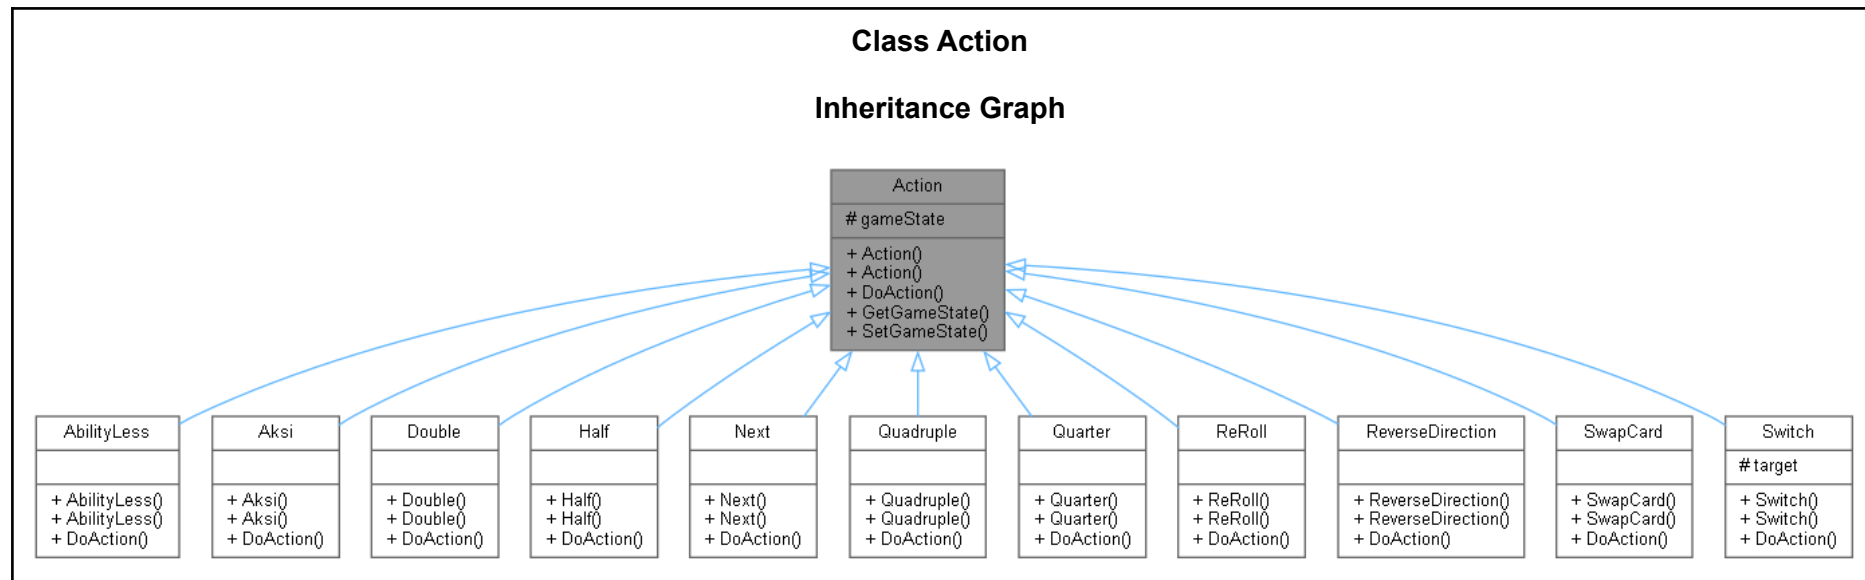 Class Action
Inheritance Graph
Action
# gameState
+ Action()
+ Action()
+ DoAction()
+ GetGameState()
+ SetGameState()
AbilityLess
+ AbilityLess()
+ AbilityLess()
+ DoAction()
Aksi
+ Aksi()
+ Aksi()
+ DoAction()
Double
+ Double()
+ Double()
+ DoAction()
Half
+ Half()
+ Half()
+ DoAction()
Next
+ Next()
+ Next()
+ DoAction()
Quadruple
+ Quadruple()
+ Quadruple()
+ DoAction()
Quarter
+ Quarter()
+ Quarter()
+ DoAction()
ReRoll
+ ReRoll()
+ ReRoll()
+ DoAction()
ReverseDirection
+ ReverseDirection()
+ ReverseDirection()
+ DoAction()
SwapCard
+ SwapCard()
+ SwapCard()
+ DoAction()
Switch
# target
+ Switch()
+ Switch()
+ DoAction()